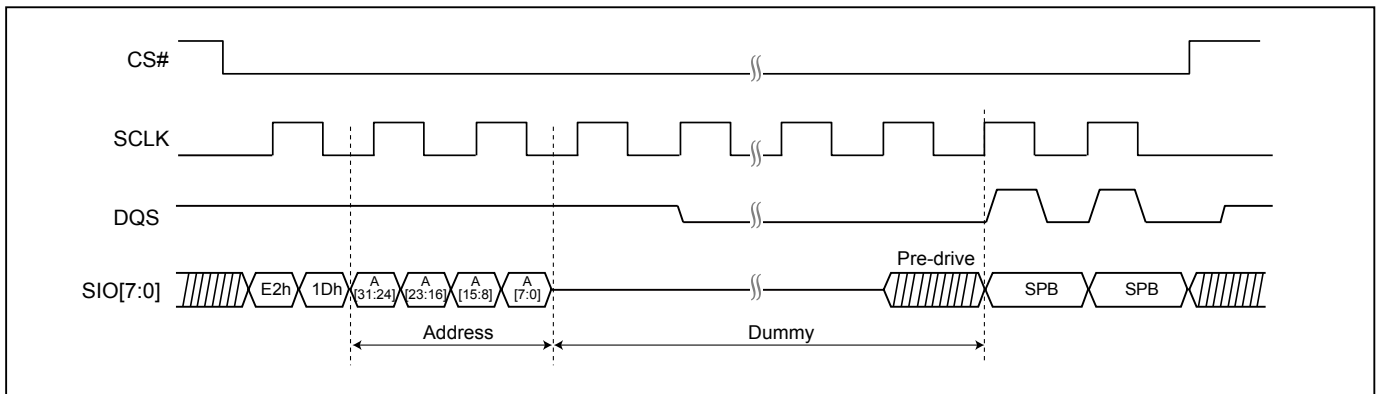 CS#
SCLK
DQS
Pre-drive
SIO[7:0]
E2h
1Dh
A
[31:24]
A
[23:16]
A
[15:8]
A
[7:0]
SPB
SPB
Address
Dummy